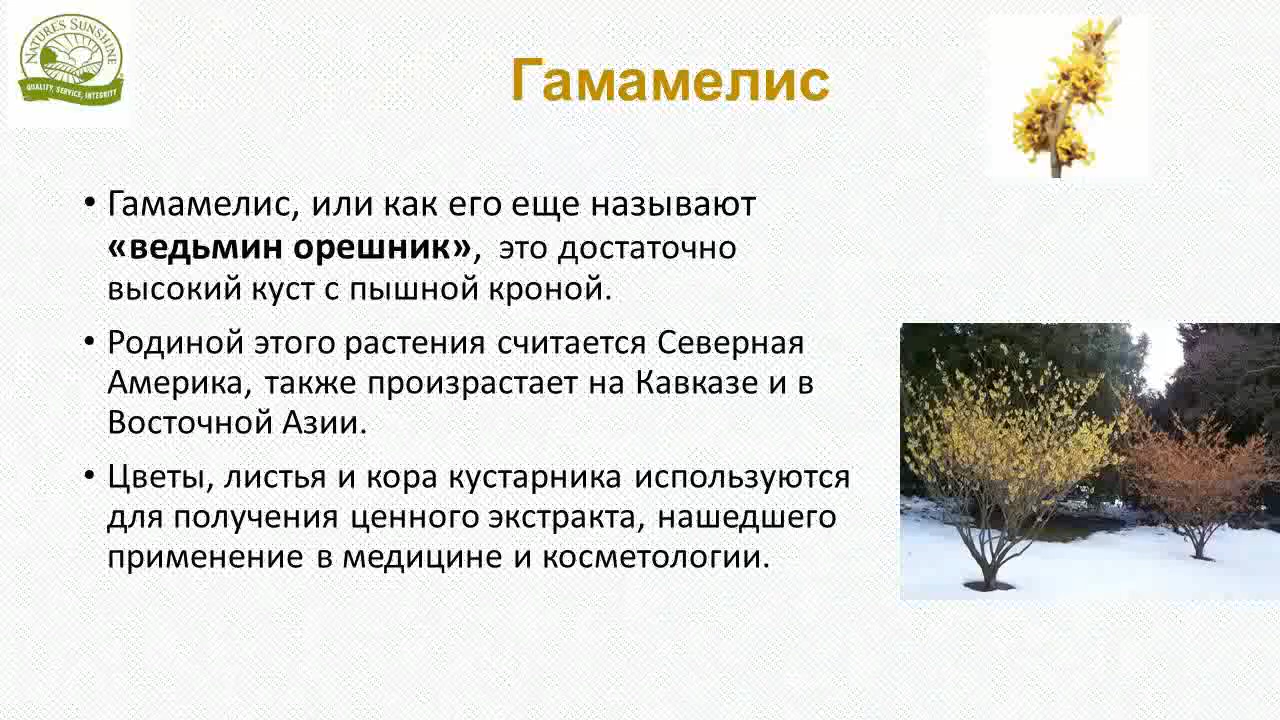 NATURE'S SUNSHINE
QUALITY, SERVICE, INTEGRITY
Гамамелис
• Гамамелис, или как его еще называют
«ведьмин орешник», это достаточно
высокий куст с пышной кроной.
• Родиной этого растения считается Северная
Америка, также произрастает на Кавказе и в
Восточной Азии.
• Цветы, листья и кора кустарника используются
для получения ценного экстракта, нашедшего
применение в медицине и косметологии.